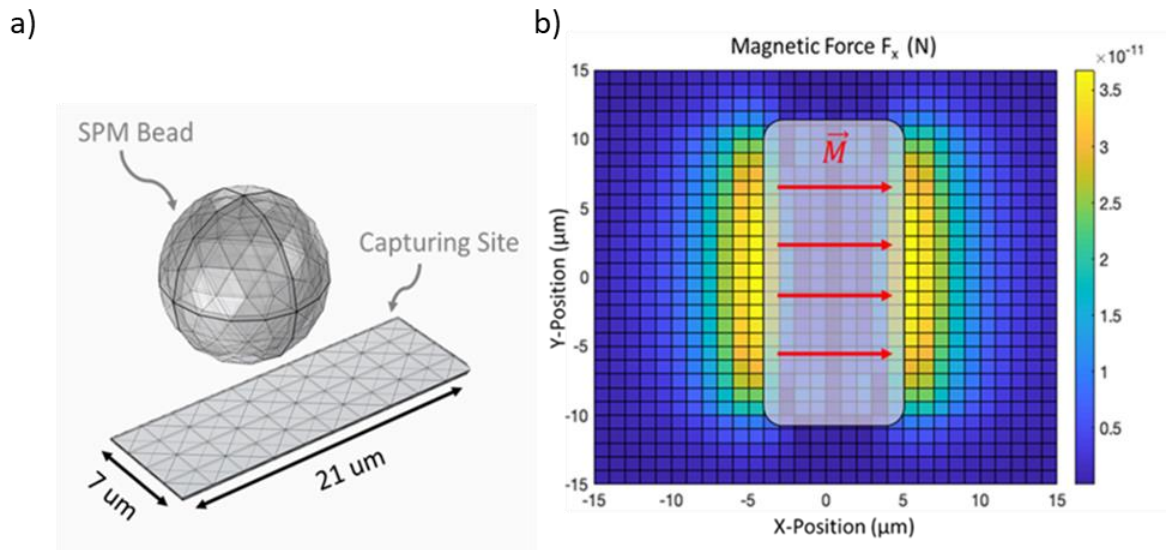 a)
SPM Bead
Capturing Site
7 um
21 um
b)
Magnetic Force Fₓ (N)
×10⁻¹¹
15
10
5
0
-5
-10
-15
Y-Position (μm)
M⃗
3.5
3
2.5
2
1.5
1
0.5
-15
-10
-5
0
5
10
15
X-Position (μm)